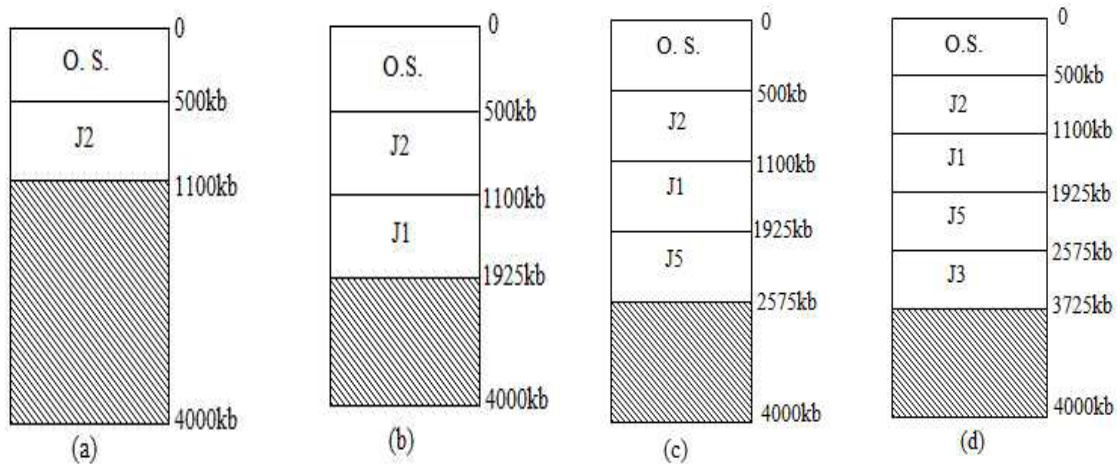 0
O. S.
500kb
J2
1100kb
4000kb
(a)
0
O.S.
500kb
J2
1100kb
J1
1925kb
4000kb
(b)
0
O. S.
500kb
J2
1100kb
J1
1925kb
J5
2575kb
4000kb
(c)
0
O. S.
500kb
J2
1100kb
J1
1925kb
J5
2575kb
J3
3725kb
4000kb
(d)